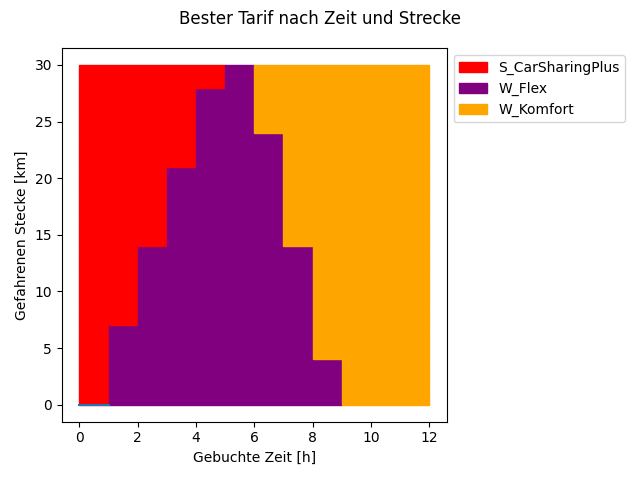 Bester Tarif nach Zeit und Strecke
S_CarSharingPlus
W_Flex
W_Komfort
Gefahrenen Stecke [km]
30
25
20
15
10
5
0
0 2 4 6 8 10 12
Gebuchte Zeit [h]